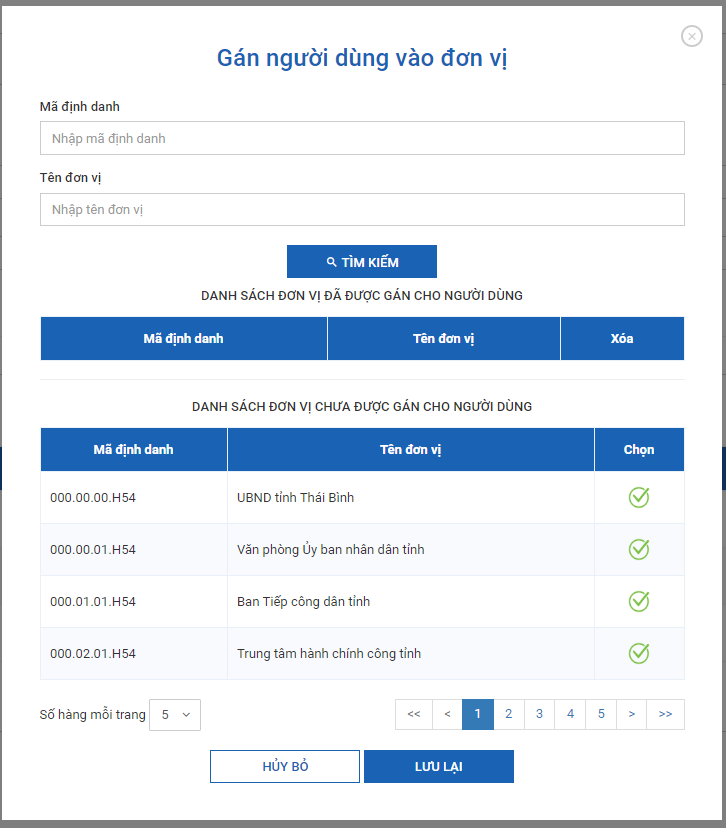 Gán người dùng vào đơn vị
Mã định danh
Nhập mã định danh
Tên đơn vị
Nhập tên đơn vị
TÌM KIẾM
DANH SÁCH ĐƠN VỊ ĐÃ ĐƯỢC GÁN CHO NGƯỜI DÙNG
Mã định danh Tên đơn vị Xóa
DANH SÁCH ĐƠN VỊ CHƯA ĐƯỢC GÁN CHO NGƯỜI DÙNG
Mã định danh Tên đơn vị Chọn
000.00.00.H54 UBND tỉnh Thái Bình
000.00.01.H54 Văn phòng Ủy ban nhân dân tỉnh
000.01.01.H54 Ban Tiếp công dân tỉnh
000.02.01.H54 Trung tâm hành chính công tỉnh
Số hàng mỗi trang 5 << < 1 2 3 4 5 > >>
HỦY BỎ LƯU LẠI